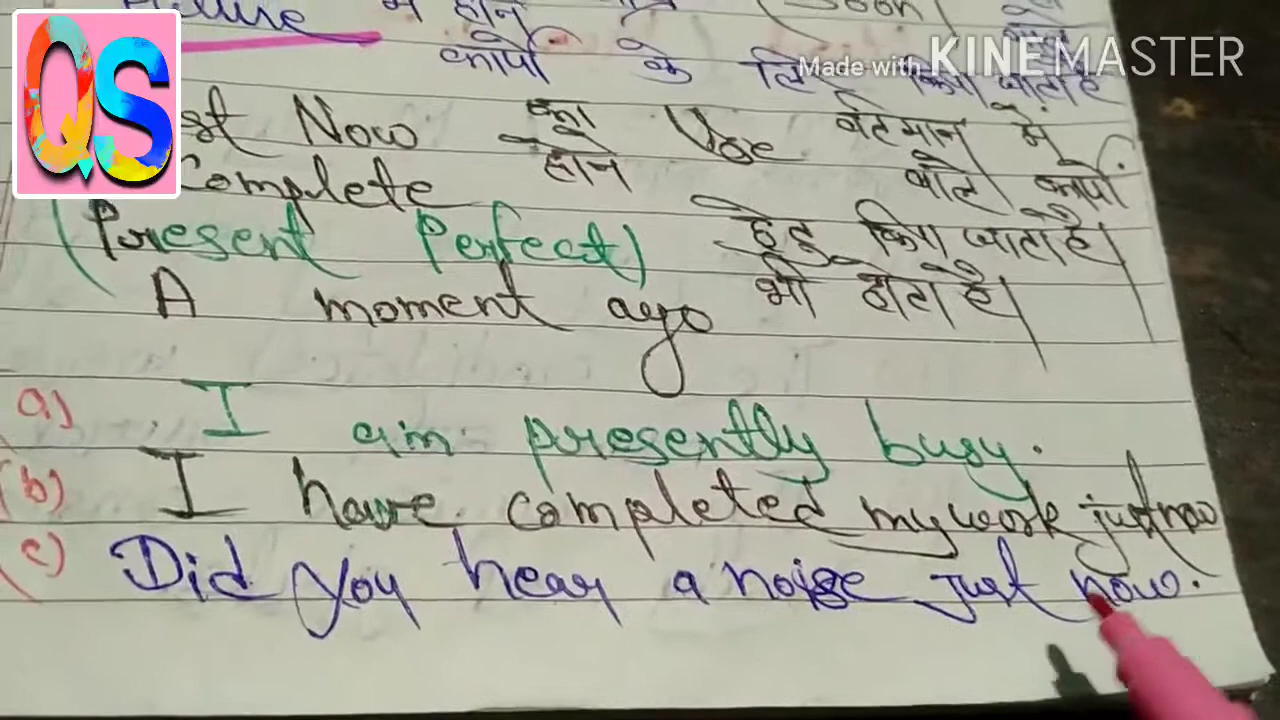 में होने (Soon)
कार्यो के लिए किया जाता है
QS
Made with KINEMASTER
Now का Use वर्तमान में
Complete होने वाले कार्यो
(Present Perfect) हेतु किया जाता है।
A moment ago भी होता है।
a) I am presently busy.
(b) I have completed my work just now
(c) Did you hear a noise just now.